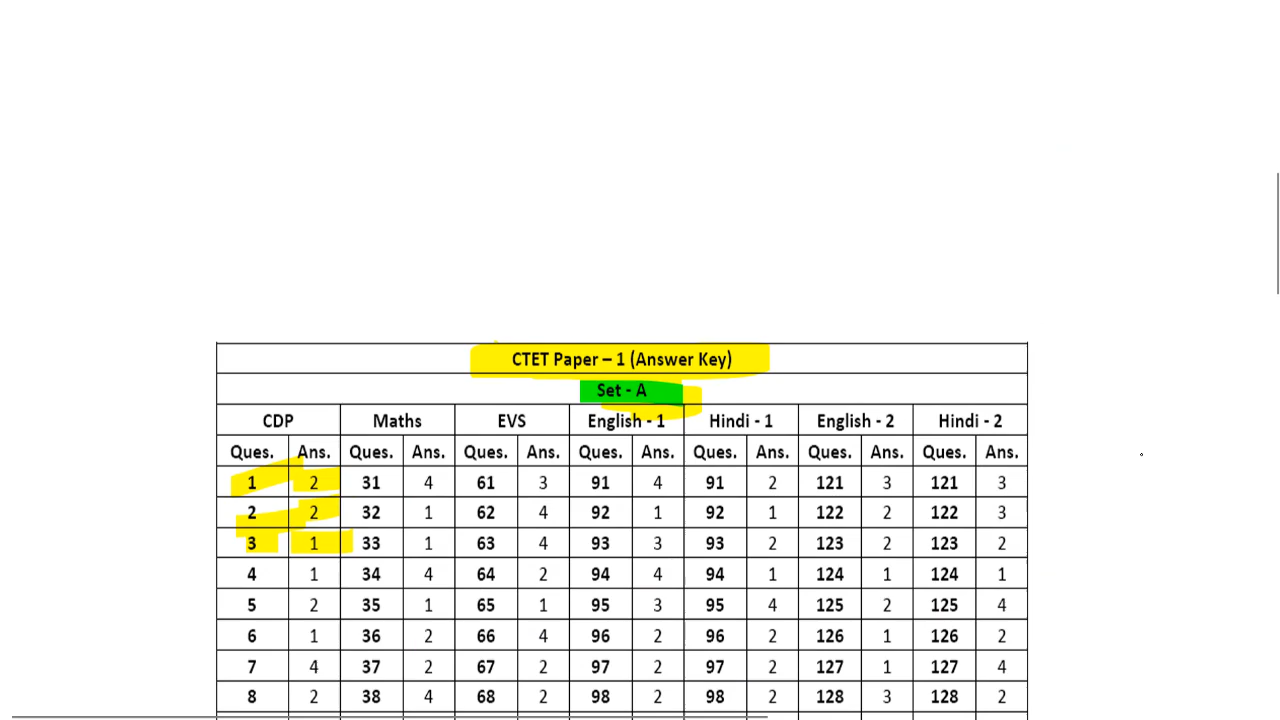 CTET Paper – 1 (Answer Key)
Set - A
CDP Maths EVS English - 1 Hindi - 1 English - 2 Hindi - 2
Ques. Ans. Ques. Ans. Ques. Ans. Ques. Ans. Ques. Ans. Ques. Ans. Ques. Ans.
1 2 31 4 61 3 91 4 91 2 121 3 121 3
2 2 32 1 62 4 92 1 92 1 122 2 122 3
3 1 33 1 63 4 93 3 93 2 123 2 123 2
4 1 34 4 64 2 94 4 94 1 124 1 124 1
5 2 35 1 65 1 95 3 95 4 125 2 125 4
6 1 36 2 66 4 96 2 96 2 126 1 126 2
7 4 37 2 67 2 97 2 97 2 127 1 127 4
8 2 38 4 68 2 98 2 98 2 128 3 128 2